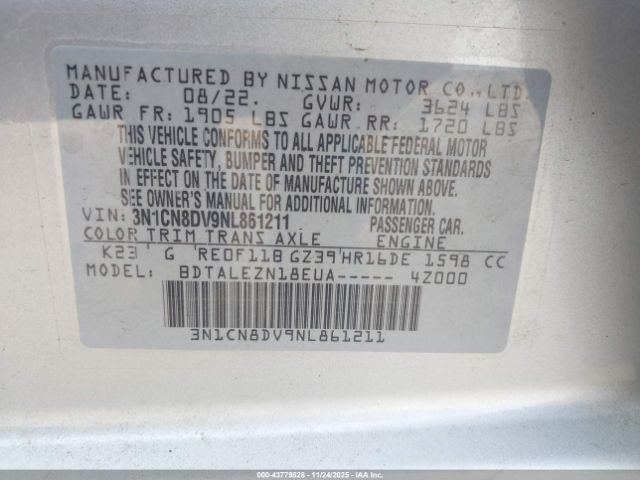 MANUFACTURED BY NISSAN MOTOR CO., LTD.
DATE: 08/22. GVWR: 3624 LBS
GAWR FR: 1905 LBS GAWR RR: 1720 LBS
THIS VEHICLE CONFORMS TO ALL APPLICABLE FEDERAL MOTOR
VEHICLE SAFETY, BUMPER AND THEFT PREVENTION STANDARDS
IN EFFECT ON THE DATE OF MANUFACTURE SHOWN ABOVE.
SEE OWNER'S MANUAL FOR ADDITIONAL INFORMATION.
VIN: 3N1CN8DV9NL861211 PASSENGER CAR.
COLOR TRIM TRANS AXLE ENGINE
K23 G RE0F11B GZ39 HR16DE 1598 CC
MODEL: BDTALEZN18EUA----- 4Z000
3N1CN8DV9NL861211
000-43779828 - 11/24/2025 - IAAI.COM